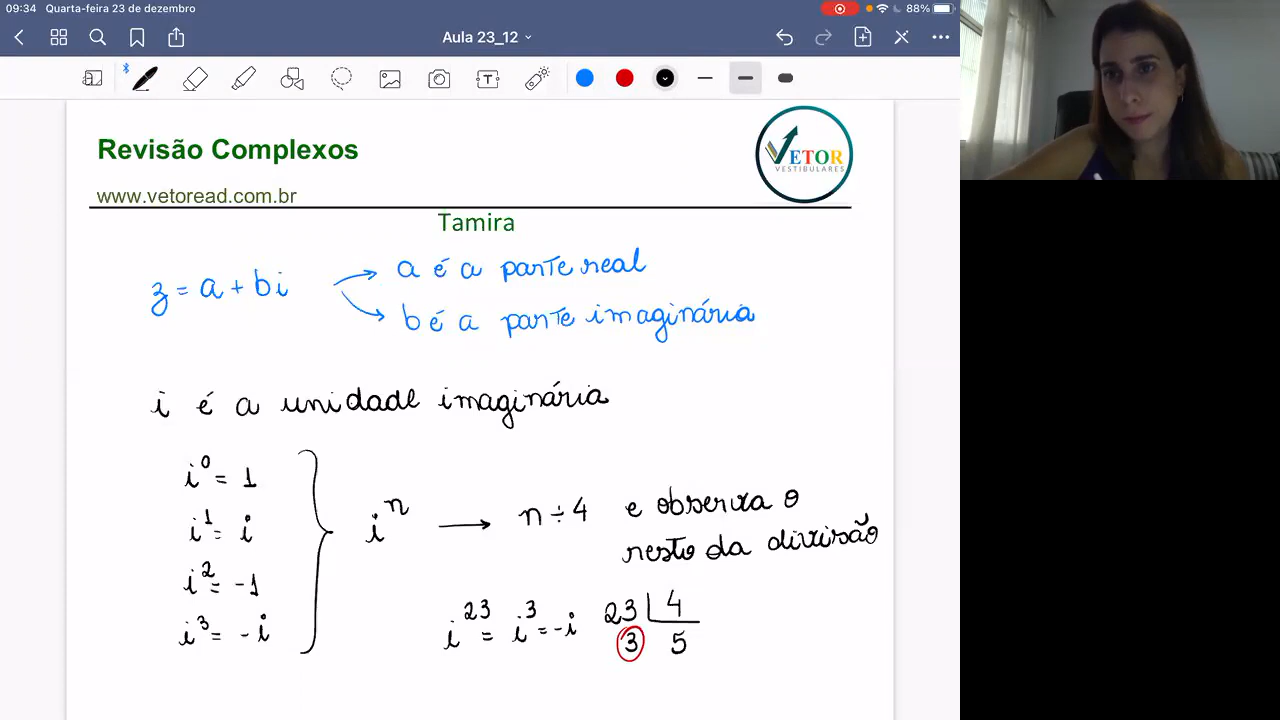 09:34 Quarta-feira 23 de dezembro
88%
Aula 23_12
Revisão Complexos
VETOR
VESTIBULARES
www.vetoread.com.br
Tamira
z = a + bi
a é a parte real
b é a parte imaginária
i é a unidade imaginária
i⁰ = 1
i¹ = i
i² = -1
i³ = -i
iⁿ → n ÷ 4 e observa o
resto da divisão
i²³ = i³ = -i
23 4
3 5